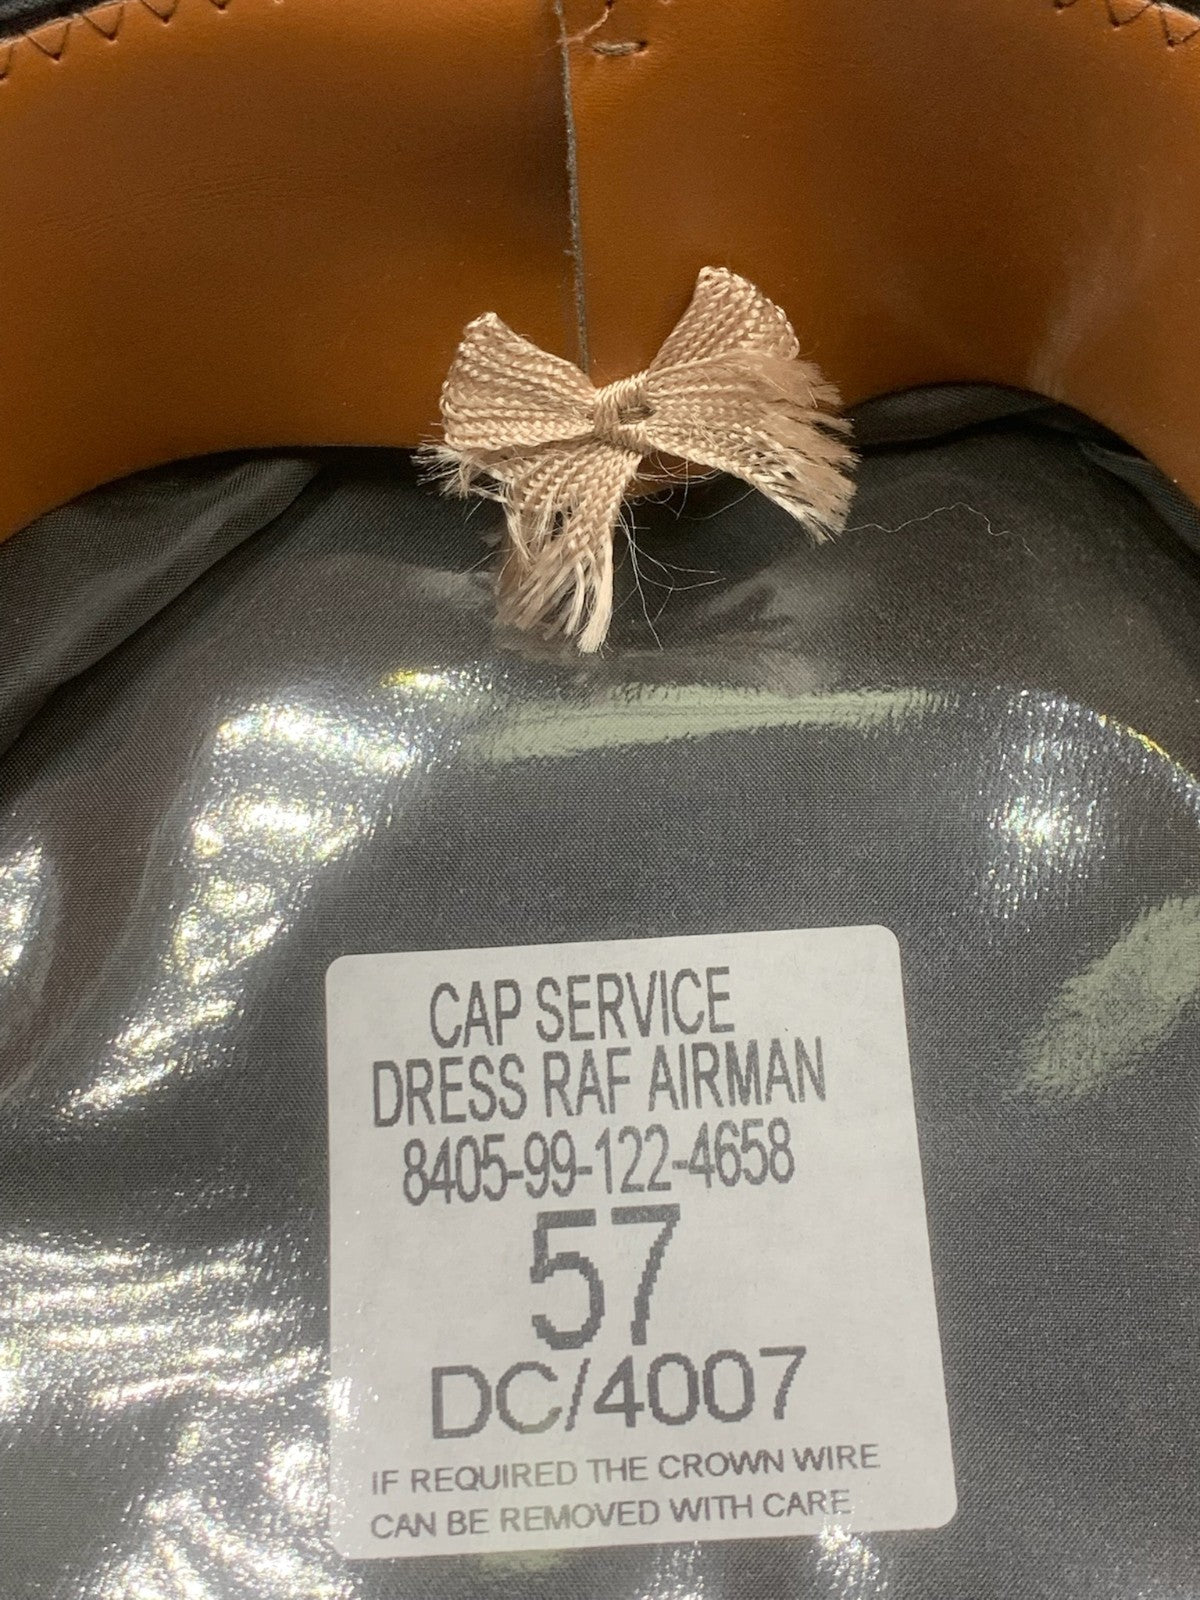 CAP SERVICE
DRESS RAF AIRMAN
8405-99-122-4658
57
DC/4007
IF REQUIRED THE CROWN WIRE
CAN BE REMOVED WITH CARE